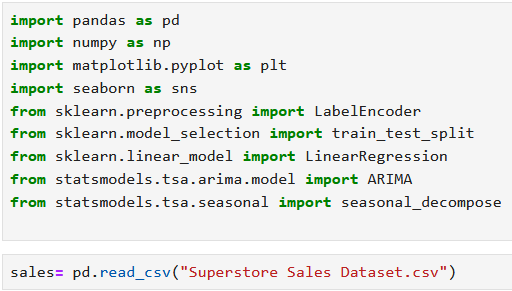 import pandas as pd
import numpy as np
import matplotlib.pyplot as plt
import seaborn as sns
from sklearn.preprocessing import LabelEncoder
from sklearn.model_selection import train_test_split
from sklearn.linear_model import LinearRegression
from statsmodels.tsa.arima.model import ARIMA
from statsmodels.tsa.seasonal import seasonal_decompose
sales= pd.read_csv("Superstore Sales Dataset.csv")